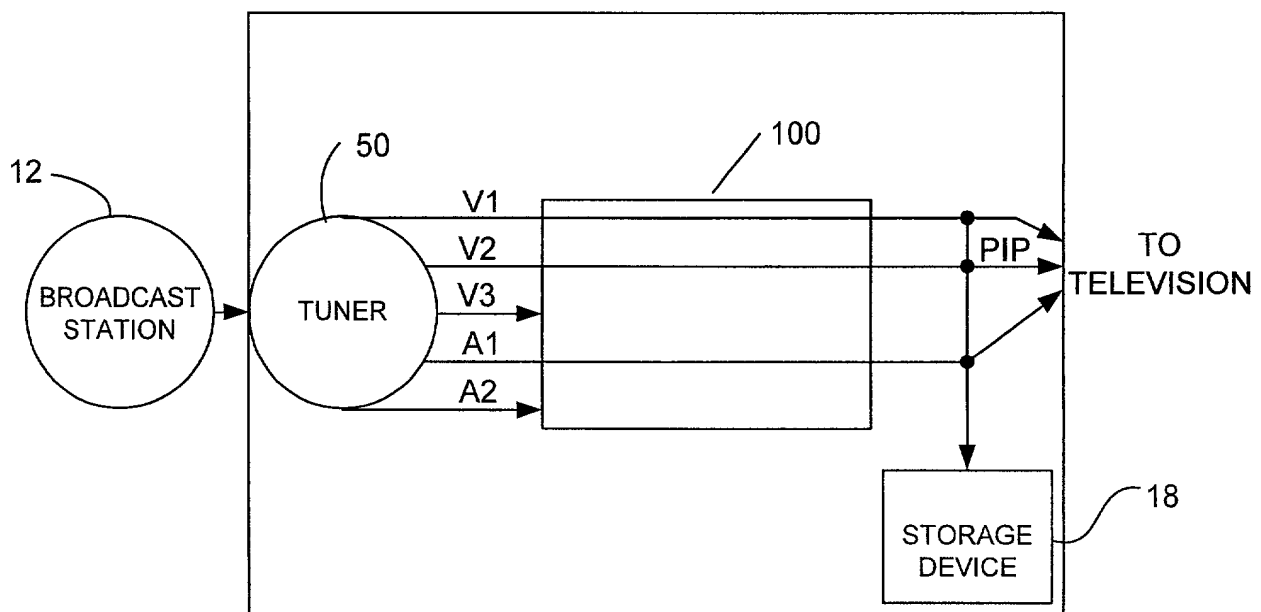 50
100
12
V1
V2
PIP
TO
TELEVISION
BROADCAST
STATION
TUNER
V3
A1
A2
18
STORAGE
DEVICE